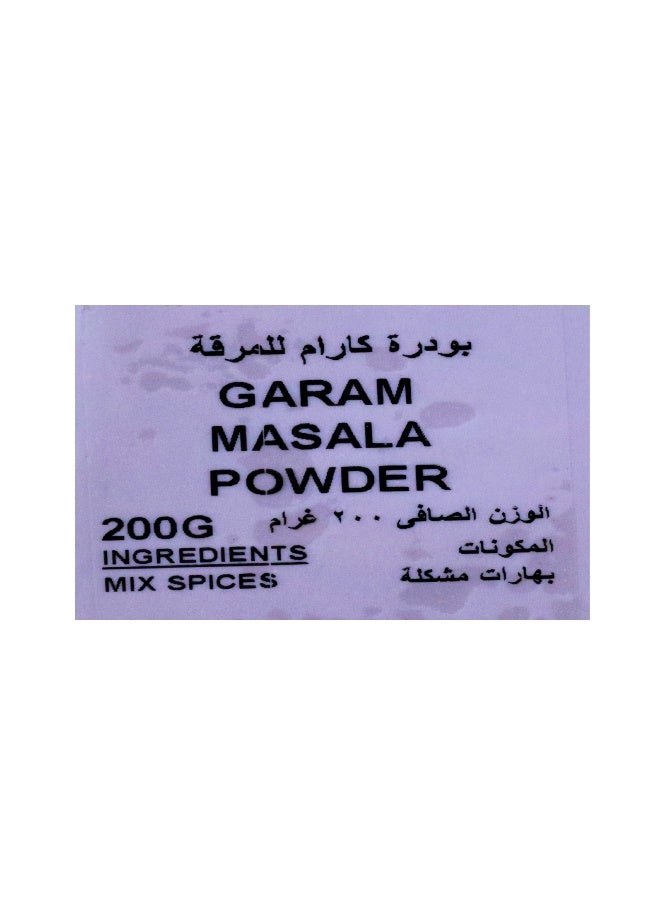 بودرة كارام للمرقة
GARAM
MASALA
POWDER
200G
الوزن الصافى ٢٠٠ غرام
INGREDIENTS
المكونات
MIX SPICES
بهارات مشكلة